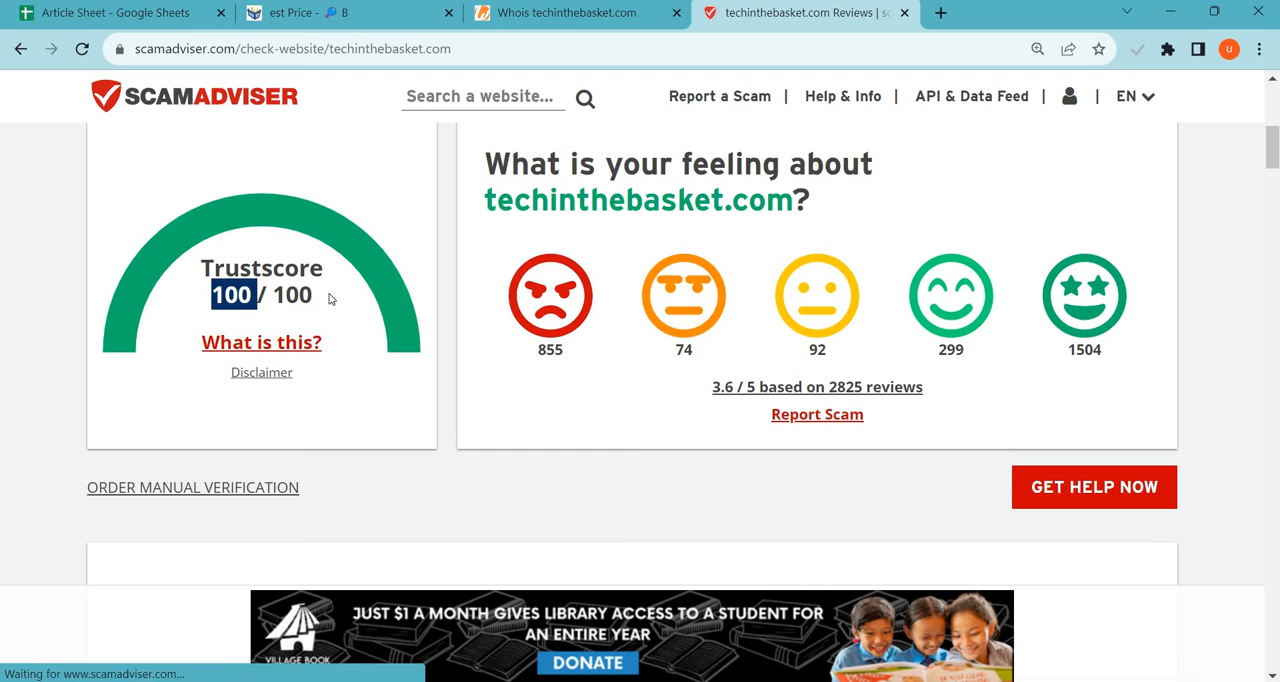 Article Sheet - Google Sheets
est Price - 🔎 B
Whois techinthebasket.com
techinthebasket.com Reviews | sc
scamadviser.com/check-website/techinthebasket.com
u
SCAMADVISER
Search a website...
Report a Scam | Help & Info | API & Data Feed | | EN
Trustscore
100 / 100
What is this?
Disclaimer
What is your feeling about
techinthebasket.com?
855 74 92 299 1504
3.6 / 5 based on 2825 reviews
Report Scam
ORDER MANUAL VERIFICATION
GET HELP NOW
JUST $1 A MONTH GIVES LIBRARY ACCESS TO A STUDENT FOR
AN ENTIRE YEAR
VILLAGE BOOK
DONATE
Waiting for www.scamadviser.com...